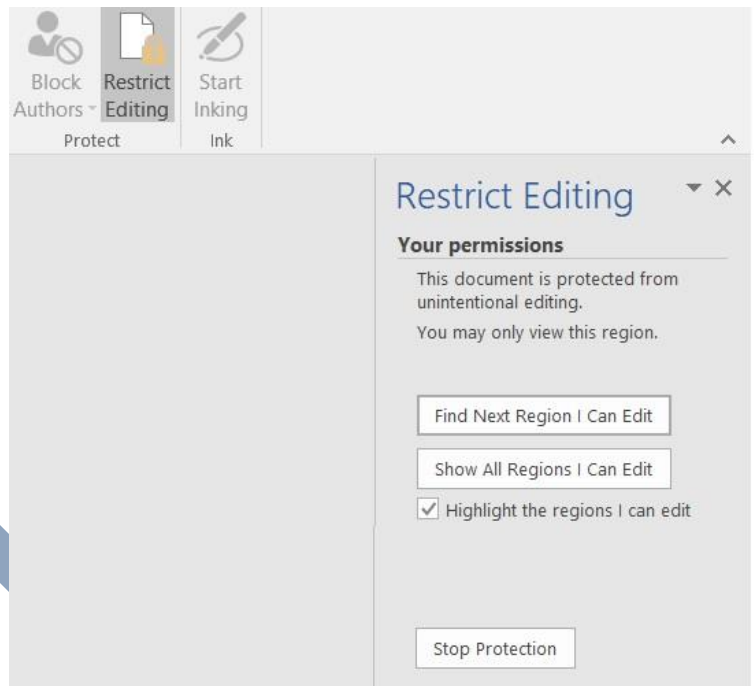 Block Restrict Start
Authors Editing Inking
Protect Ink
Restrict Editing
Your permissions
This document is protected from
unintentional editing.
You may only view this region.
Find Next Region I Can Edit
Show All Regions I Can Edit
Highlight the regions I can edit
Stop Protection